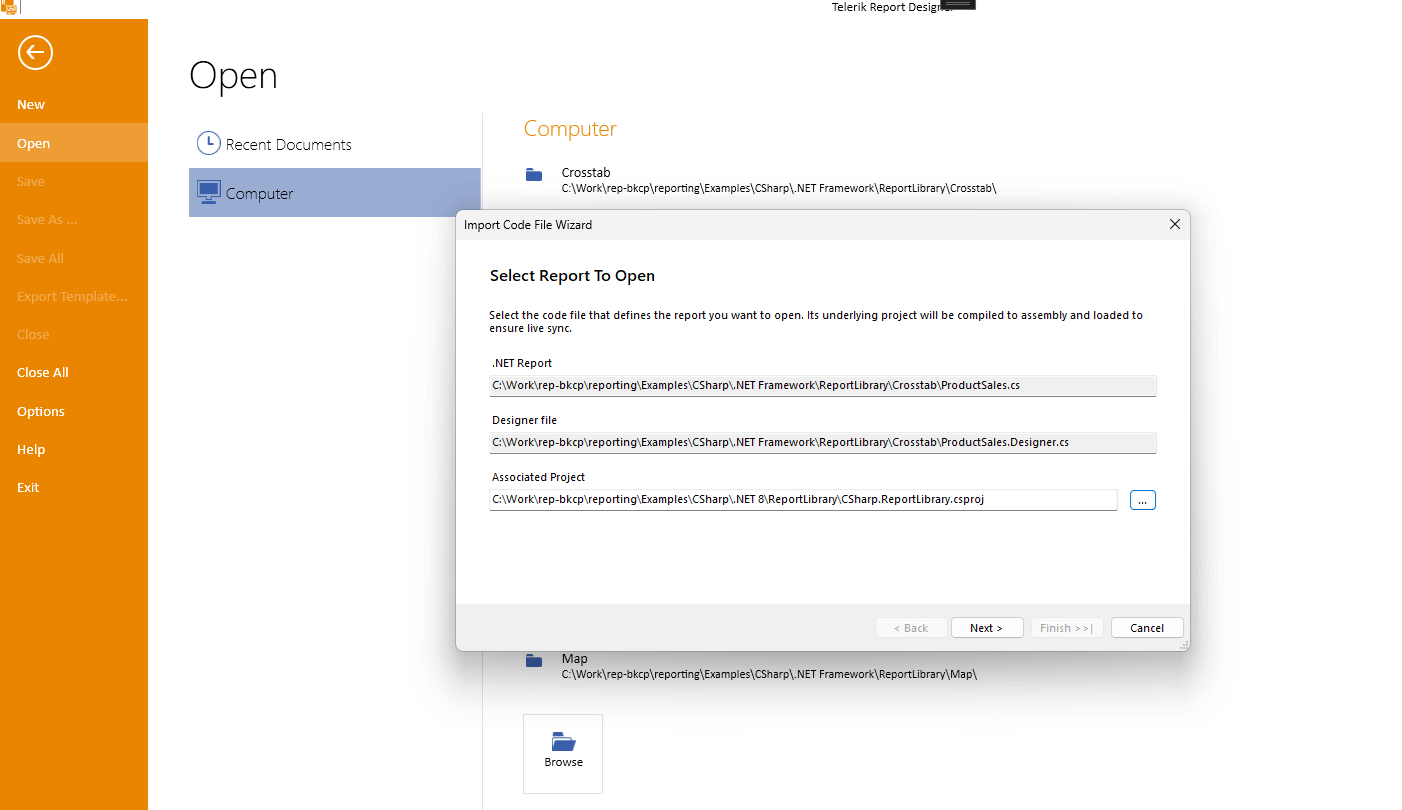 Telerik Report Designer
Open
New
Open
Save
Save As ...
Save All
Export Template...
Close
Close All
Options
Help
Exit
Recent Documents
Computer
Computer
Crosstab
C:\Work\rep-bkcp\reporting\Examples\CSharp\.NET Framework\ReportLibrary\Crosstab\
Import Code File Wizard
Select Report To Open
Select the code file that defines the report you want to open. Its underlying project will be compiled to assembly and loaded to
ensure live sync.
.NET Report
C:\Work\rep-bkcp\reporting\Examples\CSharp\.NET Framework\ReportLibrary\Crosstab\ProductSales.cs
Designer file
C:\Work\rep-bkcp\reporting\Examples\CSharp\.NET Framework\ReportLibrary\Crosstab\ProductSales.Designer.cs
Associated Project
C:\Work\rep-bkcp\reporting\Examples\CSharp\.NET 8\ReportLibrary\CSharp.ReportLibrary.csproj
...
< Back
Next >
Finish >>|
Cancel
Map
C:\Work\rep-bkcp\reporting\Examples\CSharp\.NET Framework\ReportLibrary\Map\
Browse